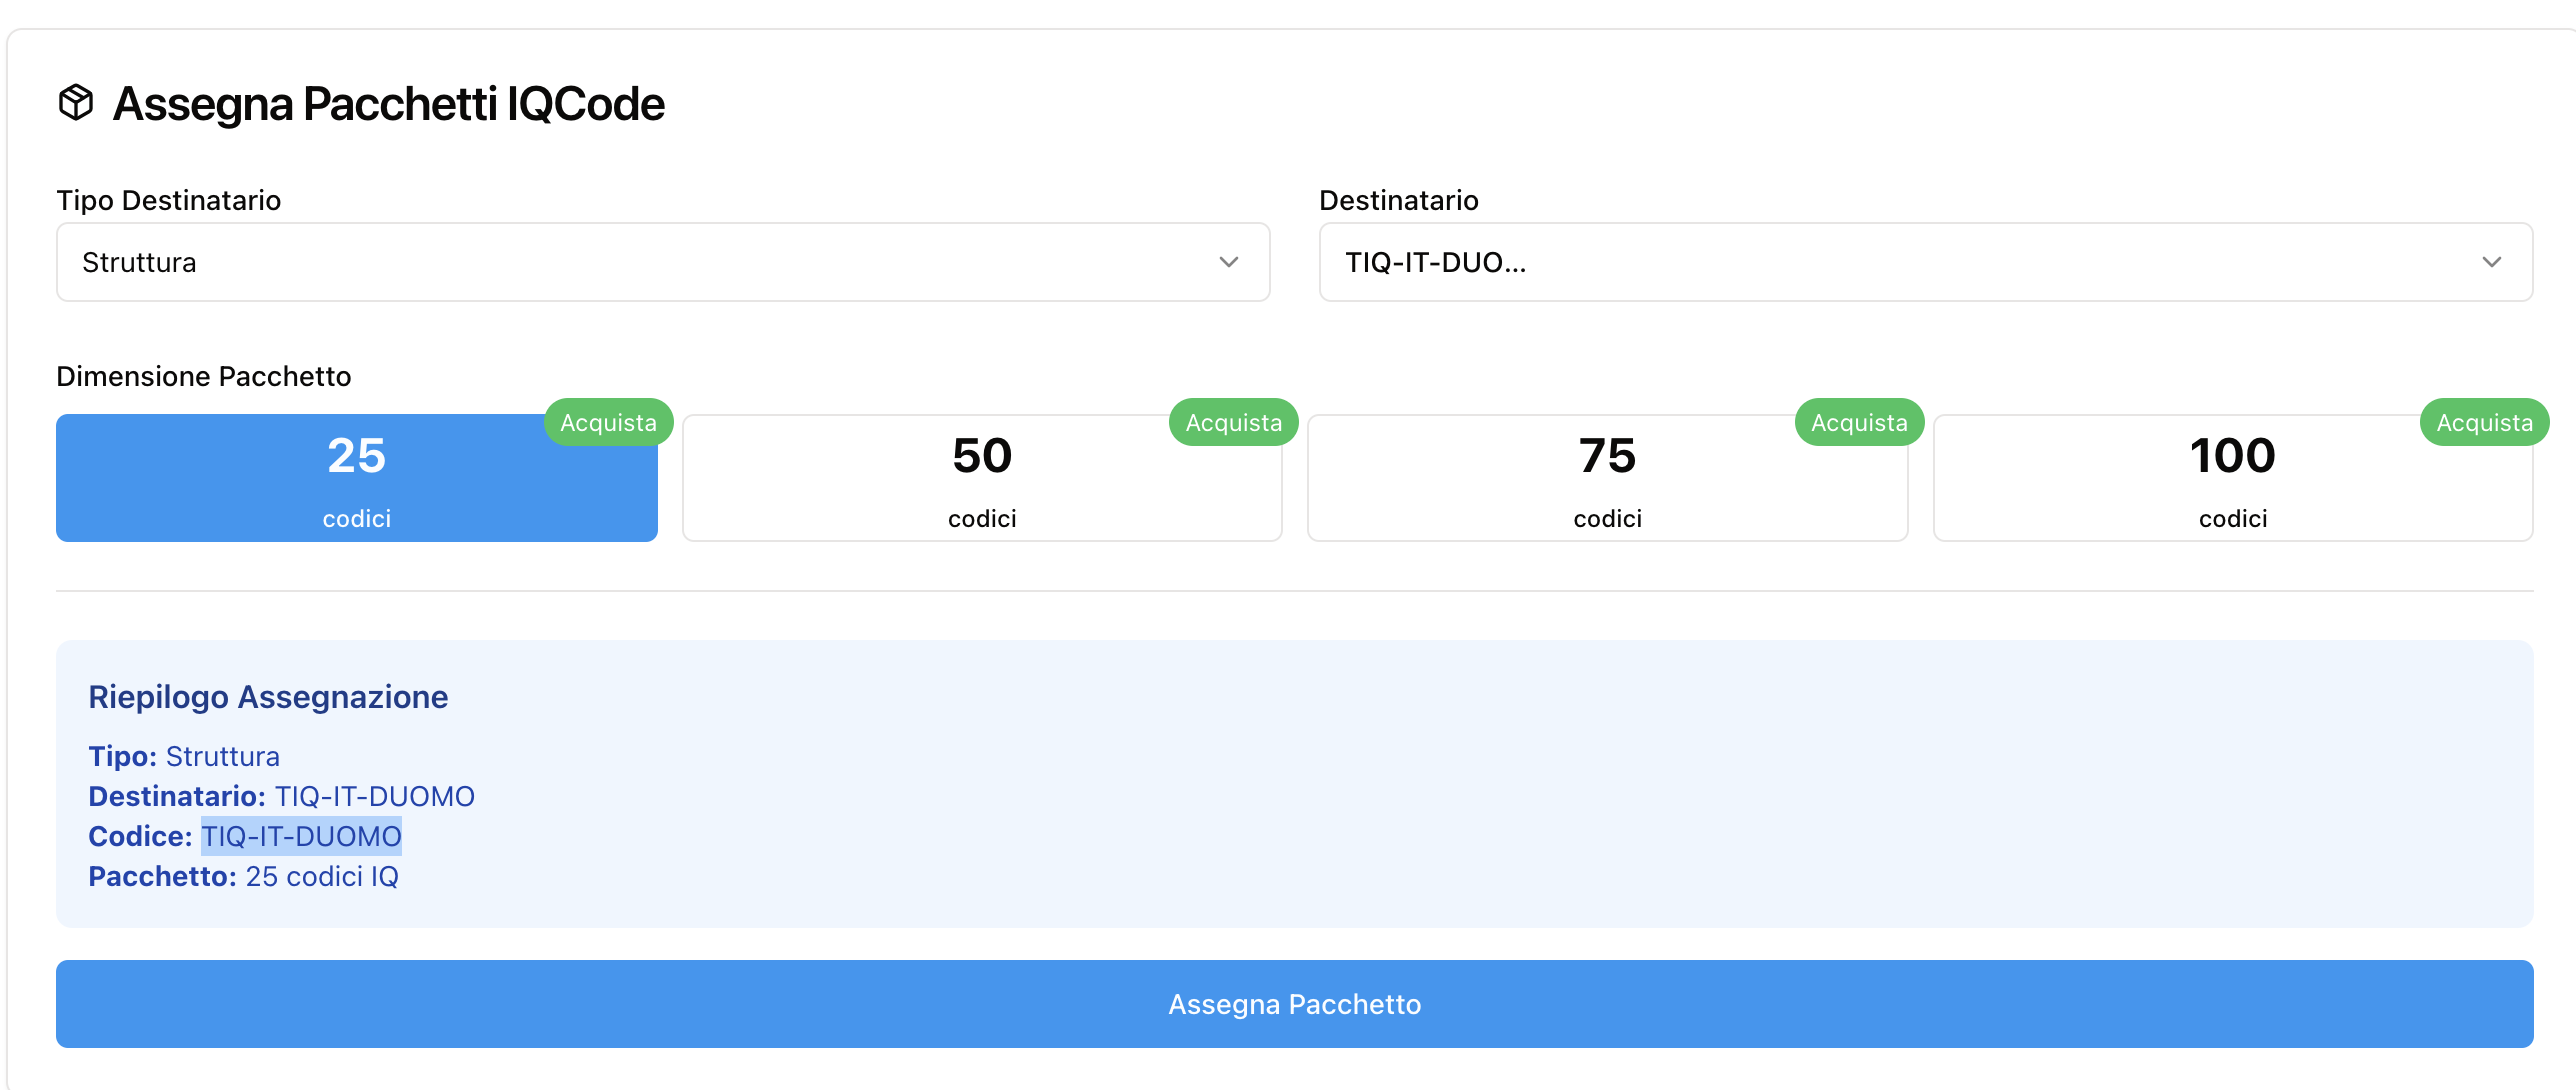 Assegna Pacchetti IQCode
Tipo Destinatario
Destinatario
Struttura
TIQ-IT-DUO...
Dimensione Pacchetto
Acquista
Acquista
Acquista
Acquista
25
50
75
100
codici
codici
codici
codici
Riepilogo Assegnazione
Tipo: Struttura
Destinatario: TIQ-IT-DUOMO
Codice: TIQ-IT-DUOMO
Pacchetto: 25 codici IQ
Assegna Pacchetto